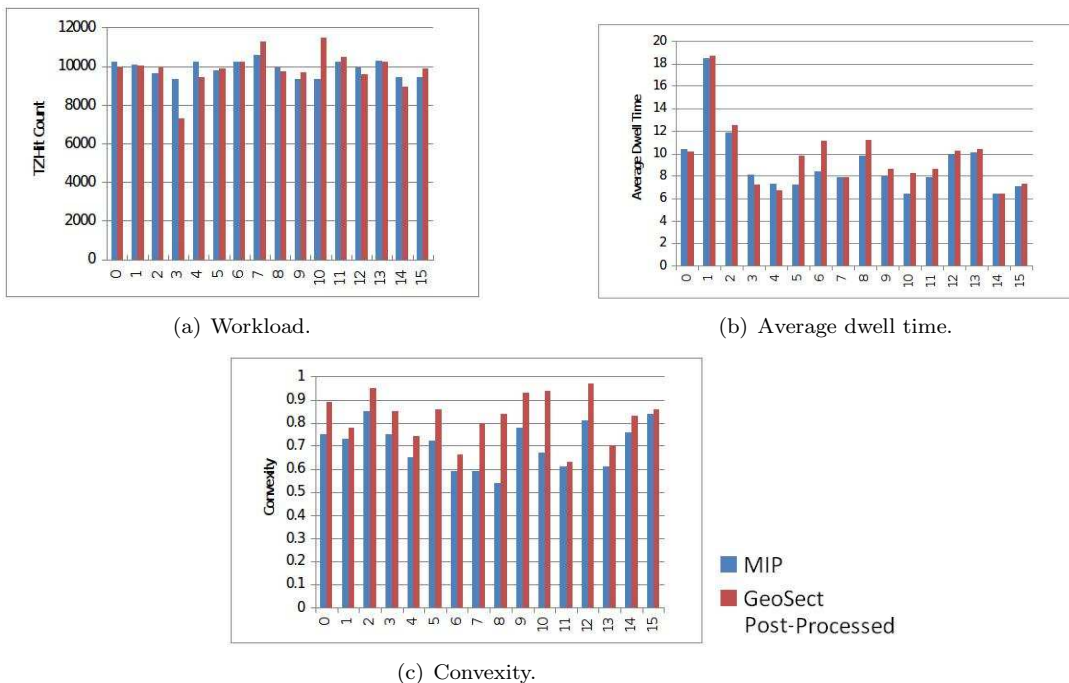 12000
10000
8000
6000
4000
2000
0
TZHit Count
0 1 2 3 4 5 6 7 8 9 10 11 12 13 14 15
(a) Workload.
20
18
16
14
12
10
8
6
4
2
0
Average Dwell Time
0 1 2 3 4 5 6 7 8 9 10 11 12 13 14 15
(b) Average dwell time.
1
0.9
0.8
0.7
0.6
0.5
0.4
0.3
0.2
0.1
0
Convexity
0 1 2 3 4 5 6 7 8 9 10 11 12 13 14 15
MIP
GeoSect
Post-Processed
(c) Convexity.